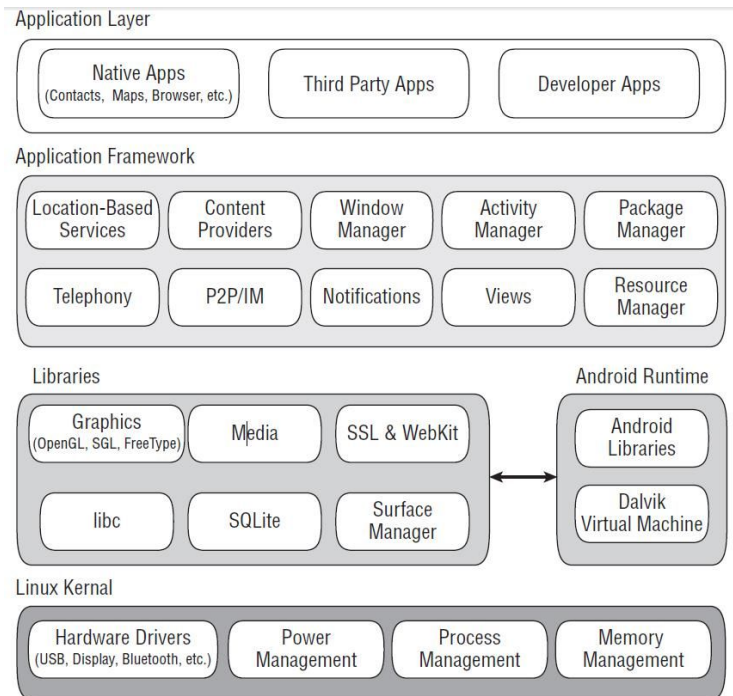 Application Layer
Native Apps
(Contacts, Maps, Browser, etc.)
Third Party Apps
Developer Apps
Application Framework
Location-Based
Services
Content
Providers
Window
Manager
Activity
Manager
Package
Manager
Telephony
P2P/IM
Notifications
Views
Resource
Manager
Libraries
Android Runtime
Graphics
(OpenGL, SGL, FreeType)
Media
SSL & WebKit
Android
Libraries
libc
SQLite
Surface
Manager
Dalvik
Virtual Machine
Linux Kernal
Hardware Drivers
(USB, Display, Bluetooth, etc.)
Power
Management
Process
Management
Memory
Management